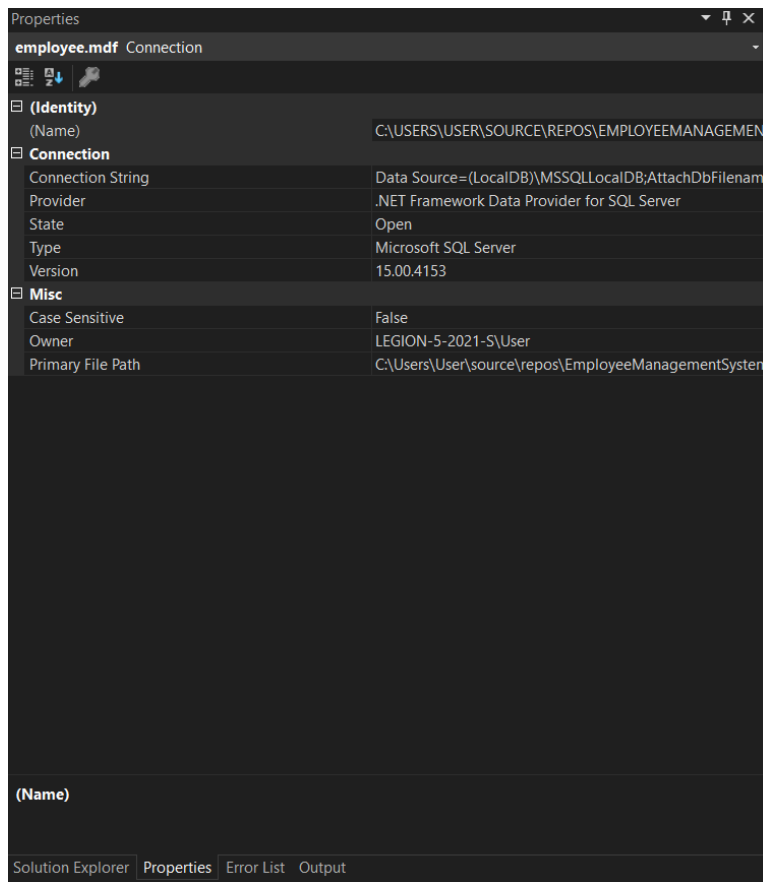 Properties
employee.mdf Connection
(Identity)
(Name) C:\USERS\USER\SOURCE\REPOS\EMPLOYEEMANAGEMEN
Connection
Connection String Data Source=(LocalDB)\MSSQLLocalDB;AttachDbFilenam
Provider .NET Framework Data Provider for SQL Server
State Open
Type Microsoft SQL Server
Version 15.00.4153
Misc
Case Sensitive False
Owner LEGION-5-2021-S\User
Primary File Path C:\Users\User\source\repos\EmployeeManagementSystem
(Name)
Solution Explorer Properties Error List Output